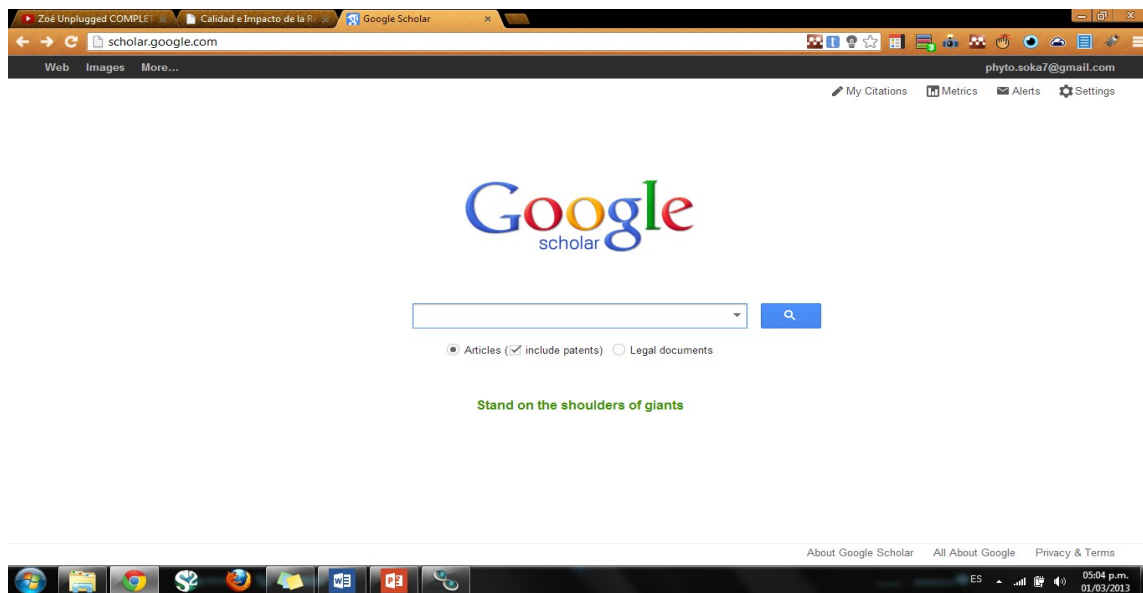 Zoé Unplugged COMPLET
Calidad e Impacto de la R
Google Scholar
scholar.google.com
Web Images More...
phyto.soka7@gmail.com
My Citations Metrics Alerts Settings
Google
scholar
Articles ( include patents) Legal documents
Stand on the shoulders of giants
About Google Scholar All About Google Privacy & Terms
ES
05:04 p.m.
01/03/2013